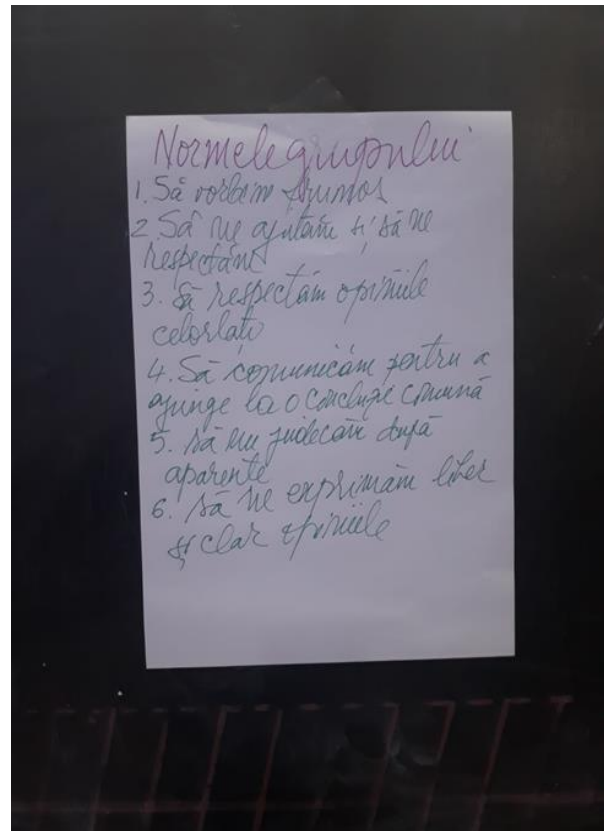 Normele grupului
1. Să vorbim frumos
2. Să ne ajutăm și să ne
respectăm
3. Să respectăm opiniile
celorlați
4. Să comunicăm pentru a
ajunge la o concluzie comună
5. Să nu judecăm după
aparențe
6. Să ne exprimăm liber
și clar opiniile